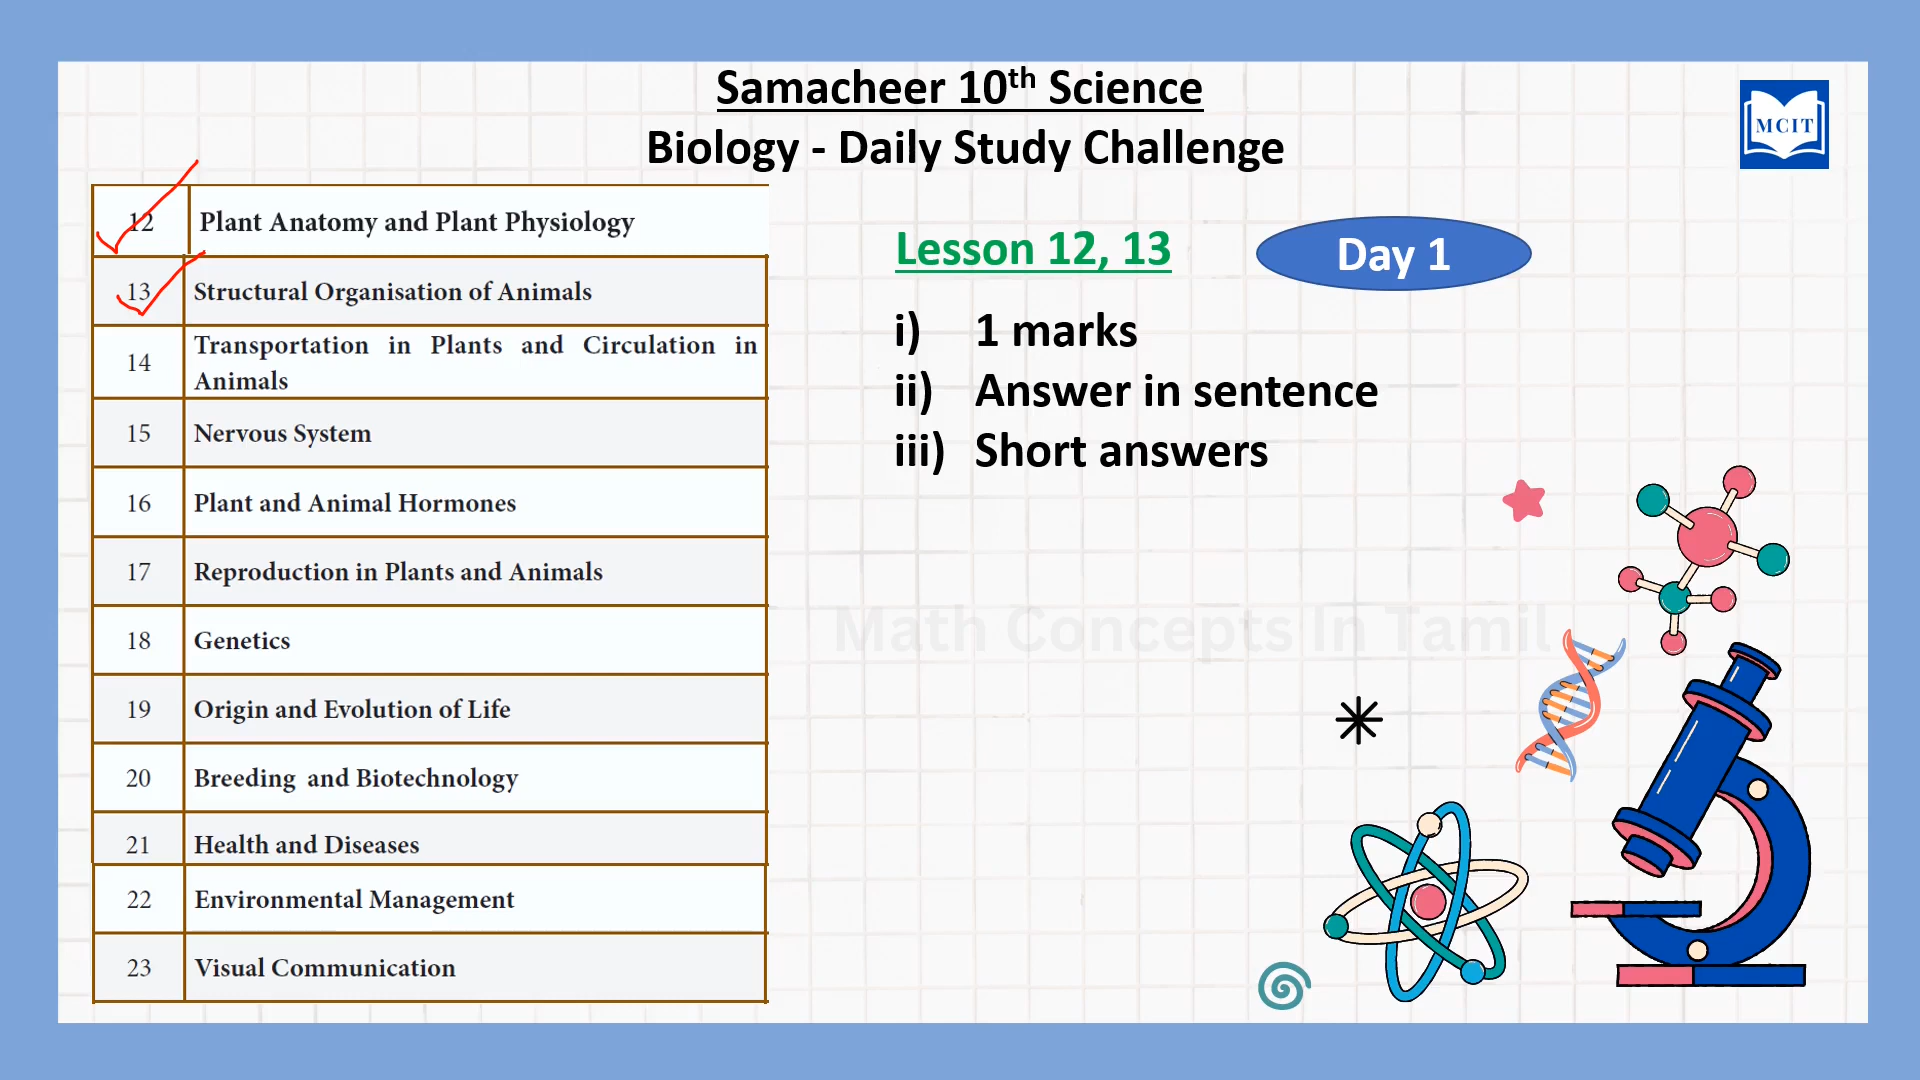 Samacheer 10th Science
Biology - Daily Study Challenge
MCIT
12 Plant Anatomy and Plant Physiology
13 Structural Organisation of Animals
14 Transportation in Plants and Circulation in
Animals
15 Nervous System
16 Plant and Animal Hormones
17 Reproduction in Plants and Animals
18 Genetics
19 Origin and Evolution of Life
20 Breeding and Biotechnology
21 Health and Diseases
22 Environmental Management
23 Visual Communication
Lesson 12, 13
Day 1
i) 1 marks
ii) Answer in sentence
iii) Short answers
Math Concepts In Tamil